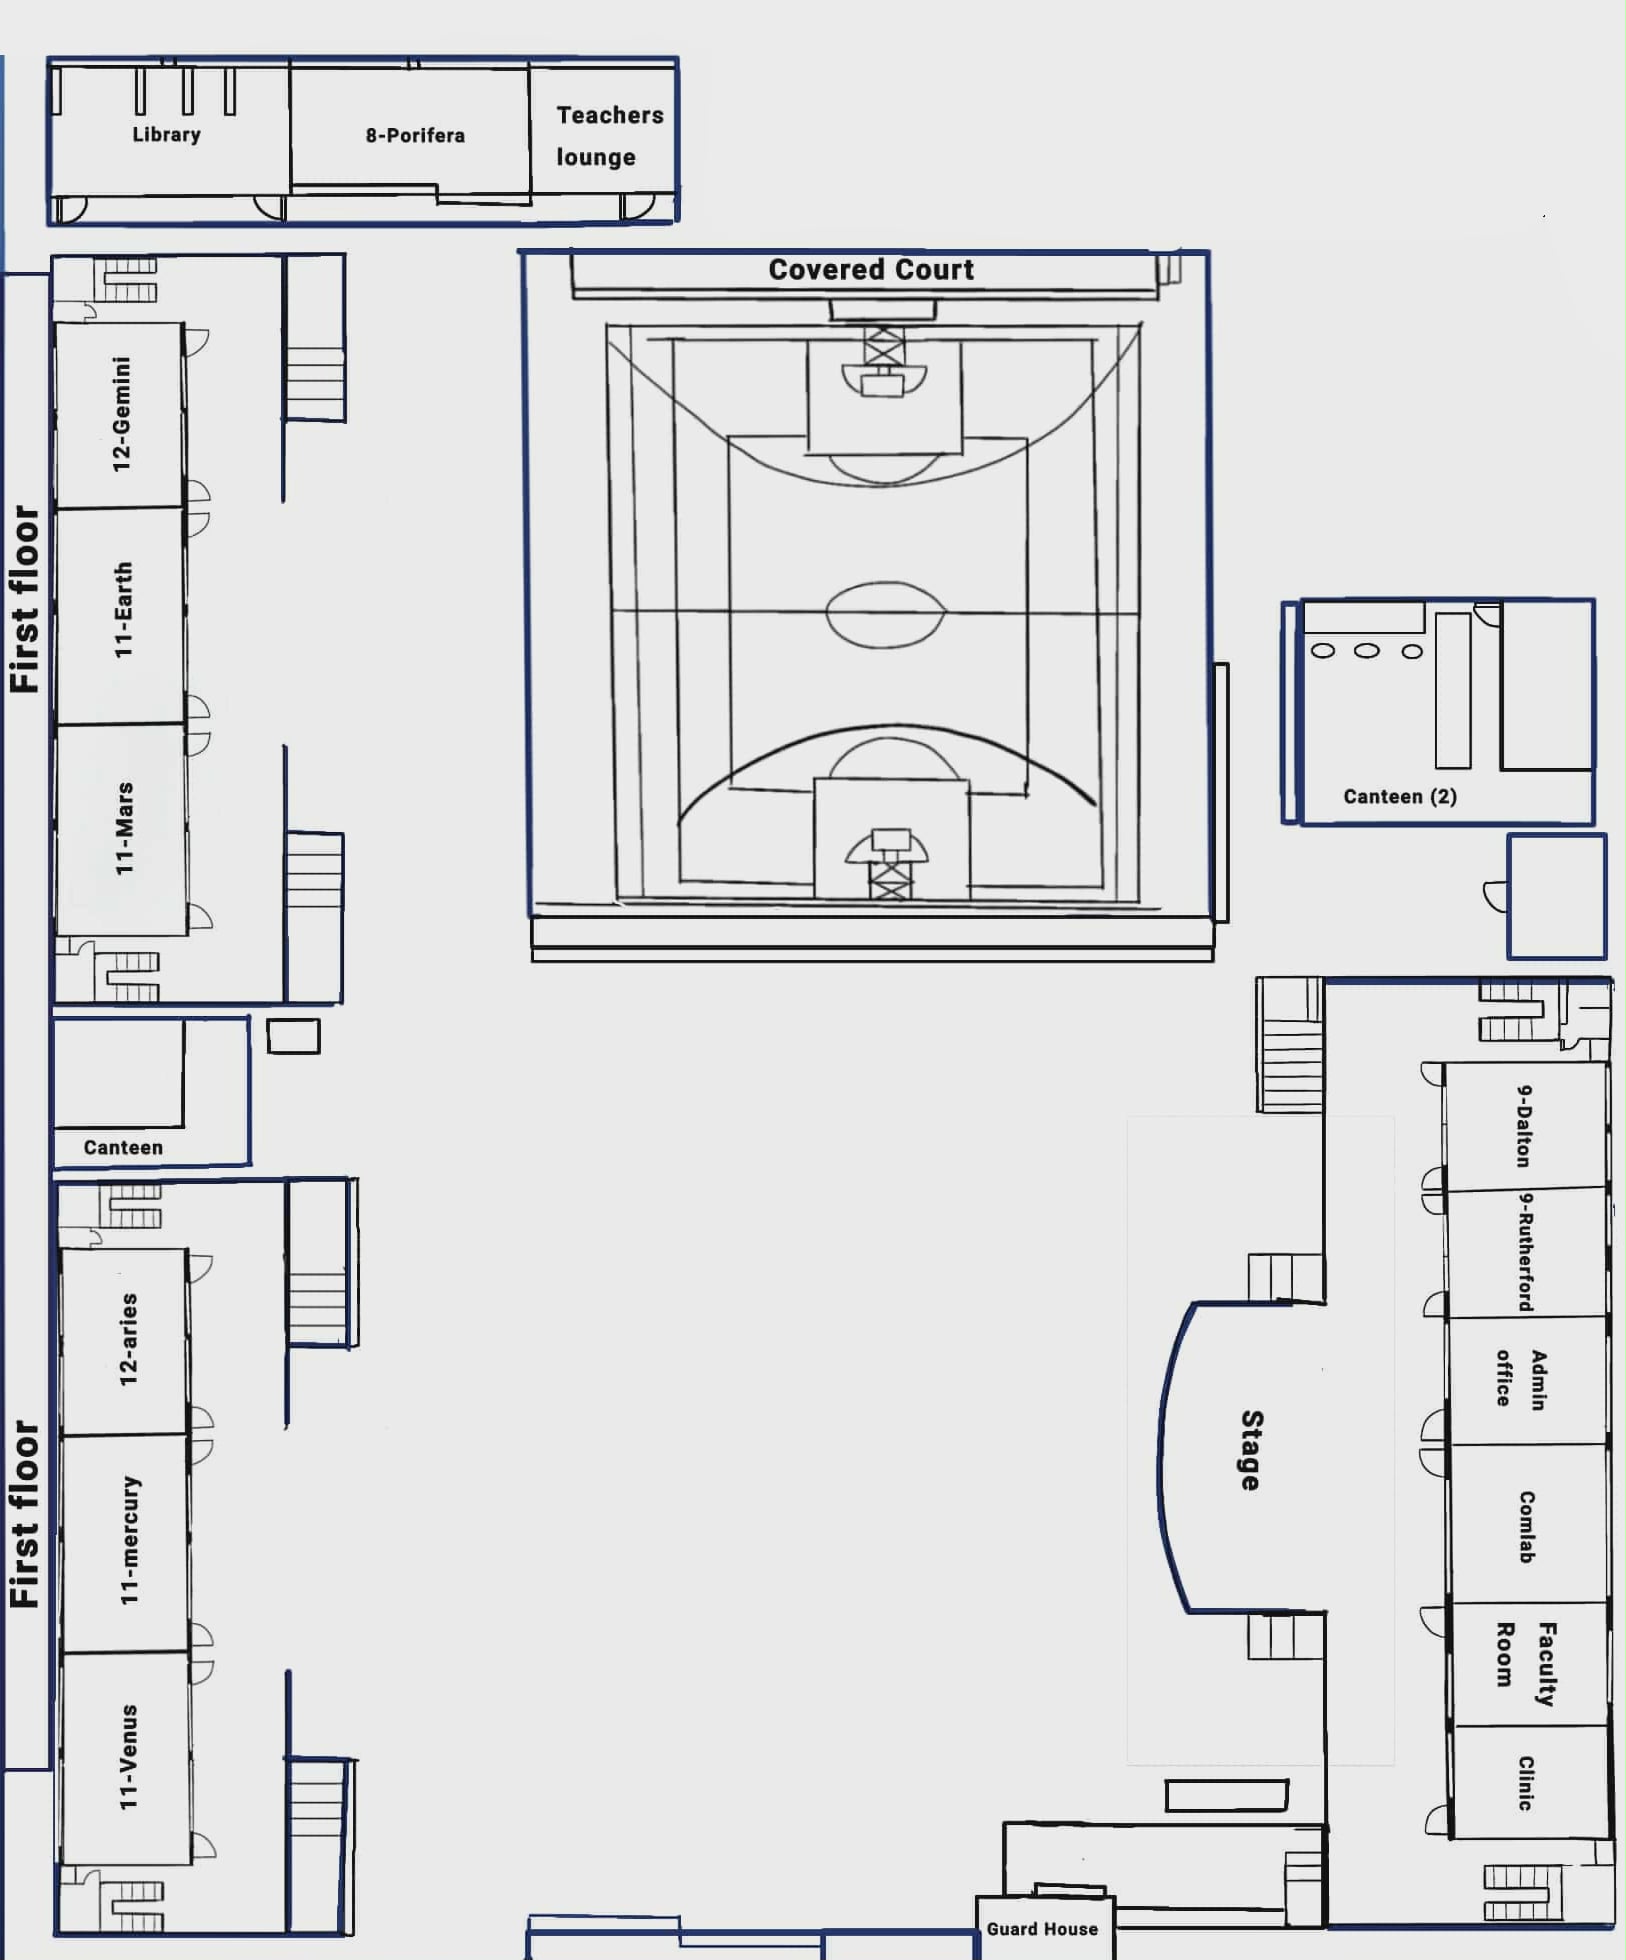 9-Dalton
9-Rutherford
Admin
office
Comlab
Faculty
Room
Clinic
Canteen (2)
Stage
Guard House
Covered Court
Teachers
lounge
8-Porifera
Library
12-Gemini
11-Earth
11-Mars
Canteen
12-aries
11-mercury
11-Venus
First floor
First floor